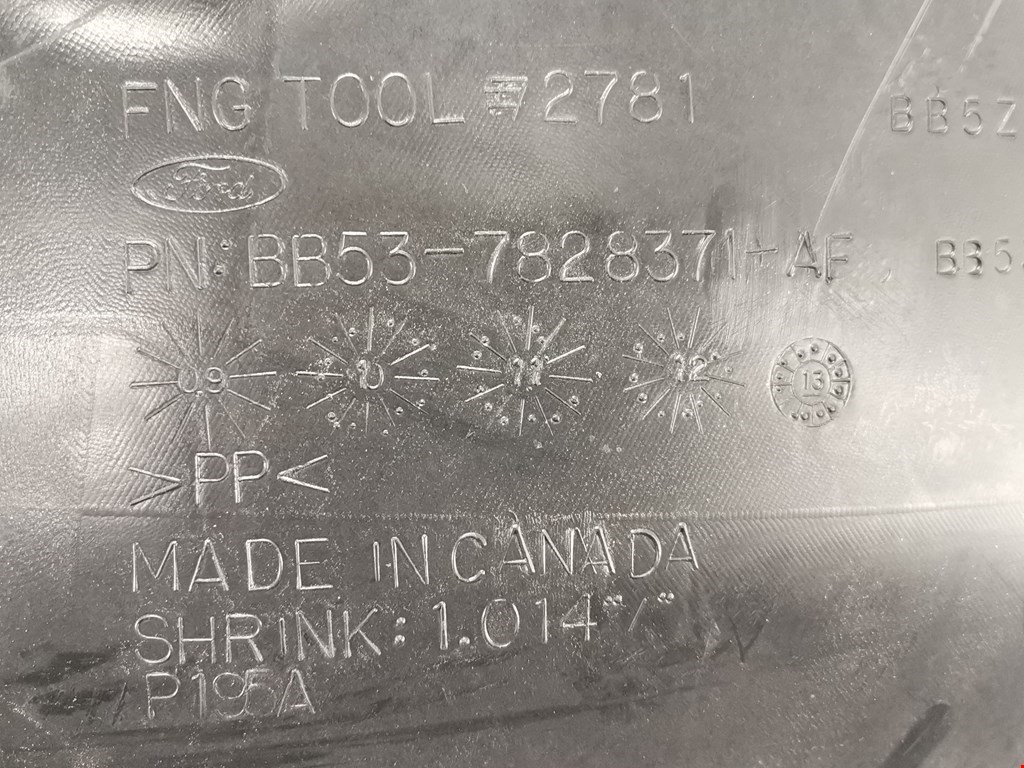 FNG TOOL 72781 BB5Z
Ford
PN: BB53-7828371-AF, BB5
09 10 11 12 13
>PP<
MADE IN CANADA
SHRINK: 1.014"/"
P195A